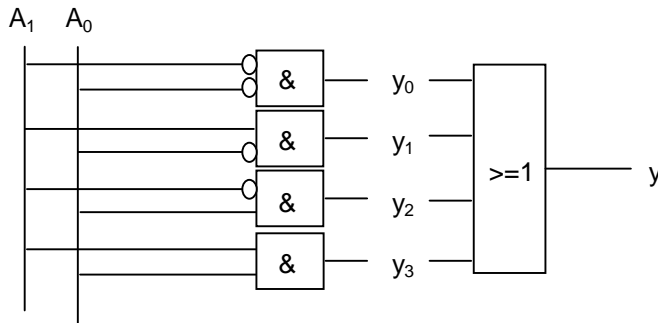 A₁ A₀
& y₀
& y₁
>=1 y
& y₂
& y₃